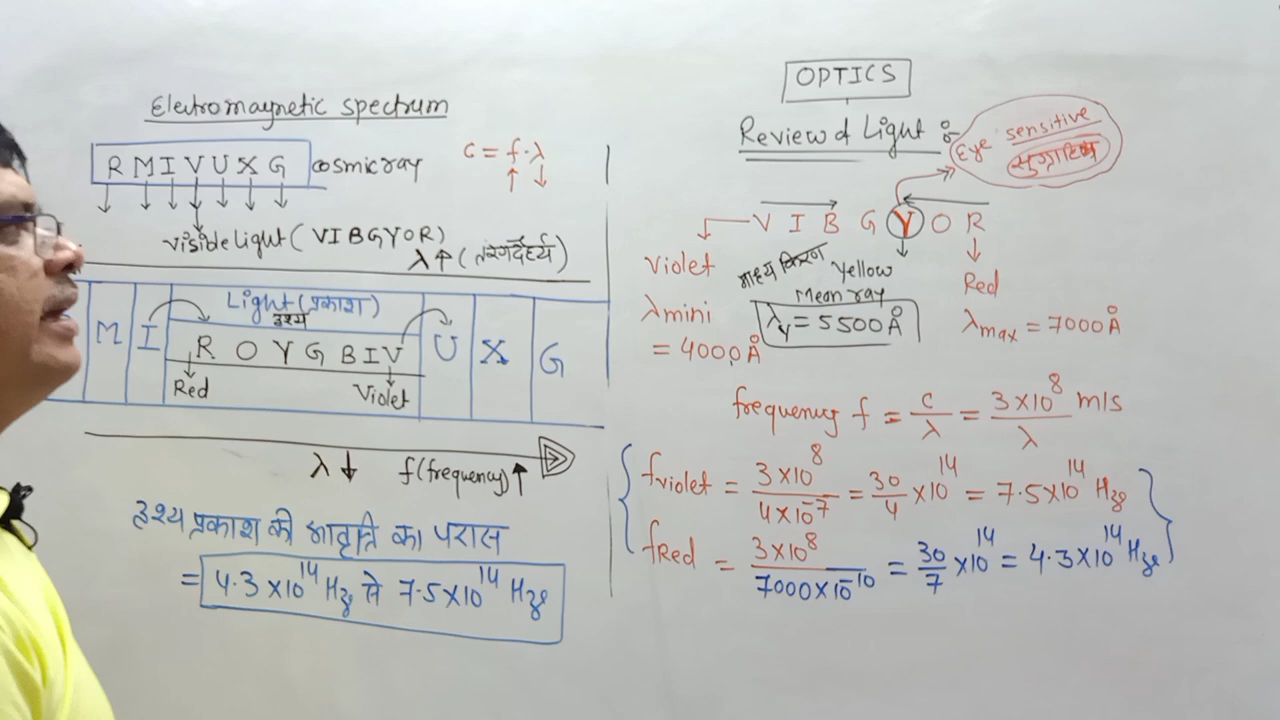 Electromagnetic spectrum
R M I V U X G cosmic ray
C = f·λ
↑ ↓
visible light (VIBGYOR)
λ↑ (तरंगदैर्ध्य)
Light (प्रकाश)
दृश्य
M I R O Y G B I V U X G
Red Violet
λ ↓ f(frequency) ↑
दृश्य प्रकाश की आवृत्ति का परास
= 4.3 × 10¹⁴ Hz से 7.5 × 10¹⁴ Hz
OPTICS
Review of Light :-
Eye sensitive
सुग्राहित
V I B G Y O R
Violet
λmini
= 4000 Å
माध्य किरण
Yellow
Mean ray
λy = 5500 Å
Red
λmax = 7000 Å
frequency f = c/λ = 3×10⁸/λ m/s
fviolet = 3×10⁸/4×10⁻⁷ = 30/4 × 10¹⁴ = 7.5×10¹⁴ Hz
fRed = 3×10⁸/7000×10⁻¹⁰ = 30/7 × 10¹⁴ = 4.3×10¹⁴ Hz